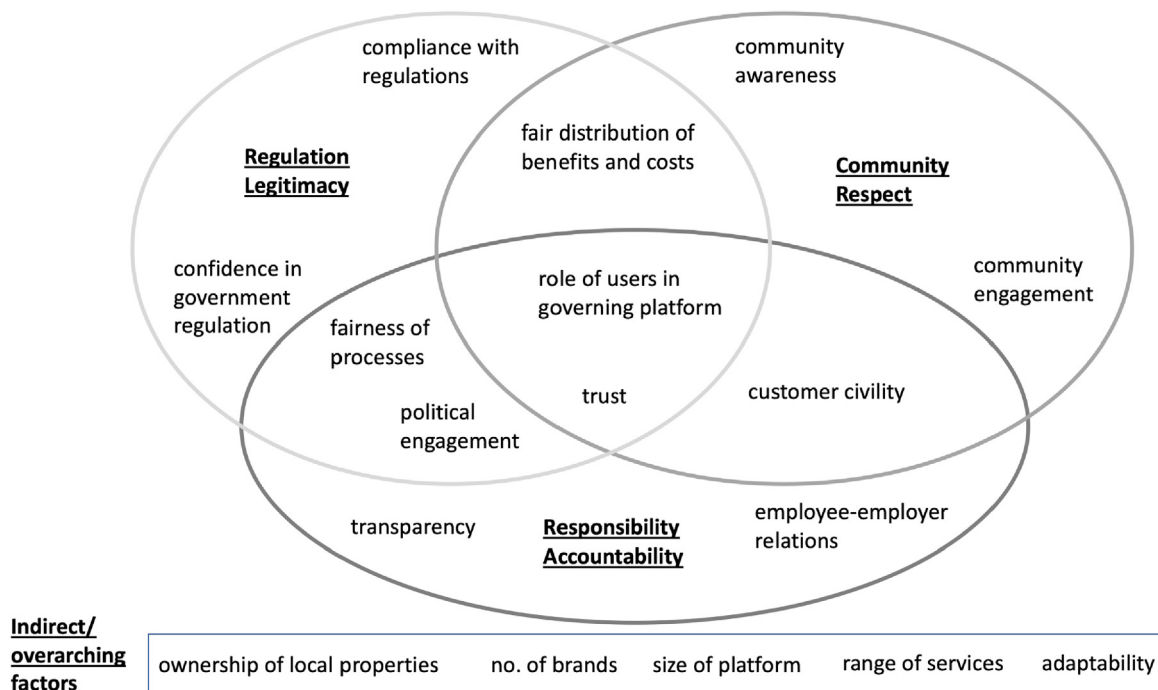 compliance with
regulations
community
awareness
fair distribution of
benefits and costs
Regulation
Legitimacy
Community
Respect
confidence in
government
regulation
role of users in
governing platform
community
engagement
fairness of
processes
political
engagement
trust
customer civility
transparency
Responsibility
Accountability
employee-employer
relations
Indirect/
overarching
factors
ownership of local properties no. of brands size of platform range of services adaptability